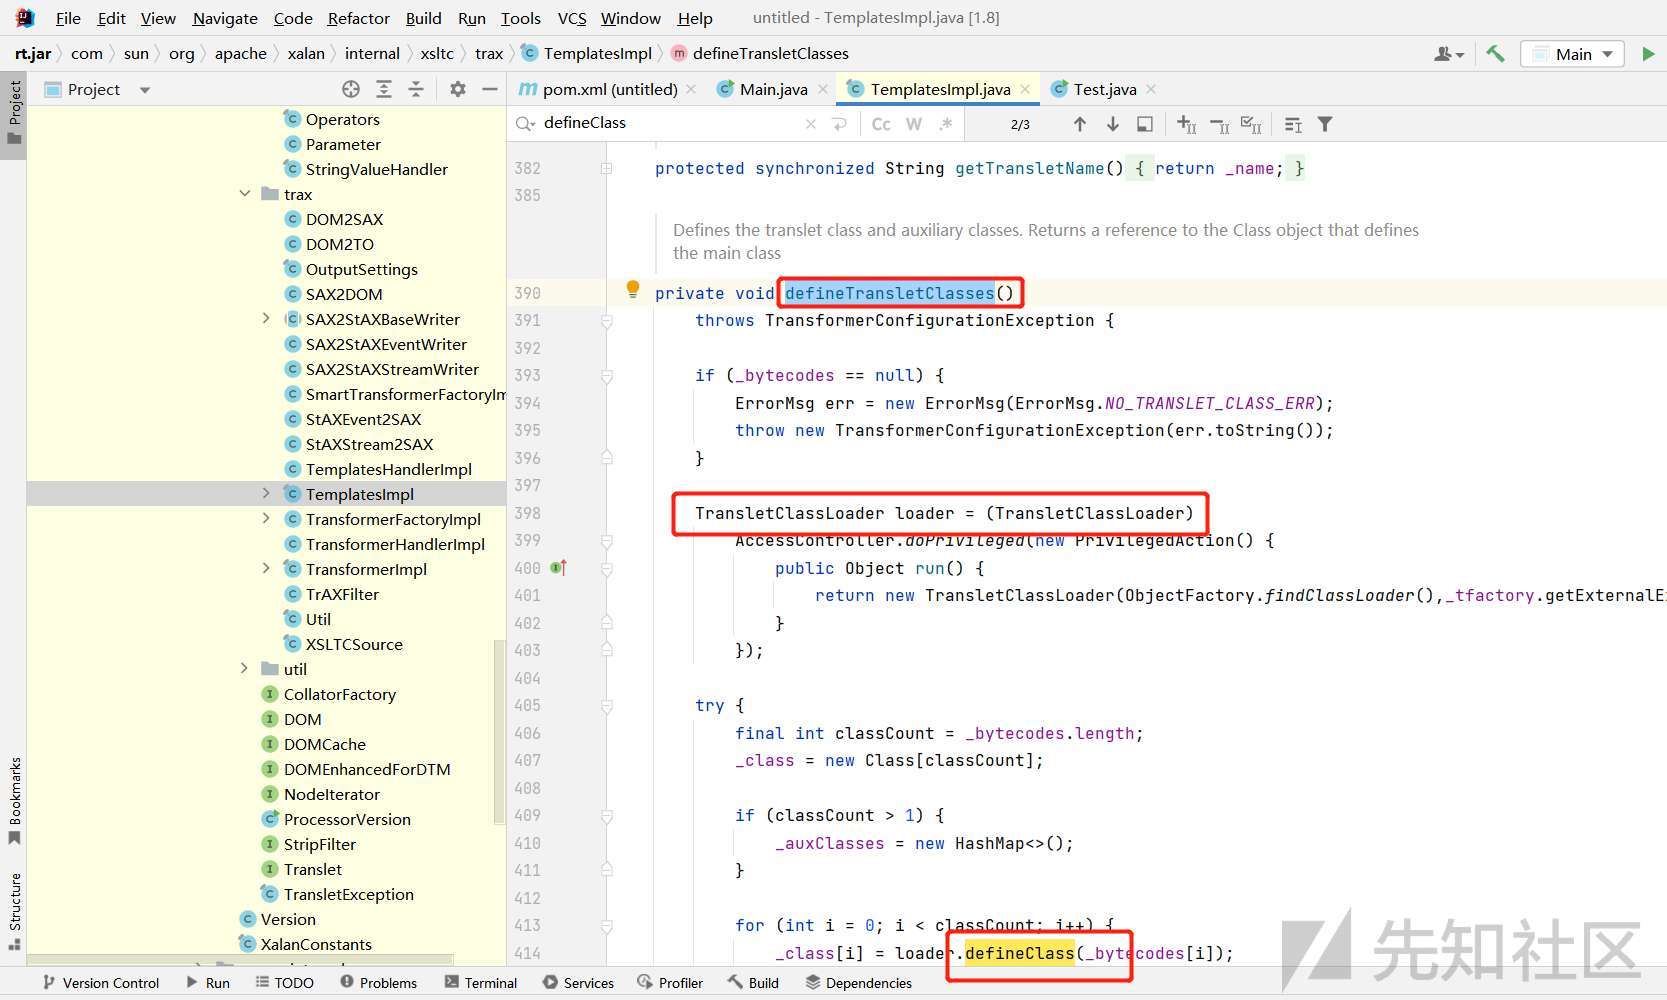 File Edit View Navigate Code Refactor Build Run Tools VCS Window Help untitled - TemplatesImpl.java [1.8]
rt.jar com sun org apache xalan internal xsltc trax TemplatesImpl defineTransletClasses Main
Project
Project
pom.xml (untitled) Main.java TemplatesImpl.java Test.java
defineClass Cc W .* 2/3
Operators
Parameter
StringValueHandler
trax
DOM2SAX
DOM2TO
OutputSettings
SAX2DOM
SAX2StAXBaseWriter
SAX2StAXEventWriter
SAX2StAXStreamWriter
SmartTransformerFactoryIm
StAXEvent2SAX
StAXStream2SAX
TemplatesHandlerImpl
TemplatesImpl
TransformerFactoryImpl
TransformerHandlerImpl
TransformerImpl
TrAXFilter
Util
XSLTCSource
util
CollatorFactory
DOM
DOMCache
DOMEnhancedForDTM
NodeIterator
ProcessorVersion
StripFilter
Translet
TransletException
Version
XalanConstants
Bookmarks
Structure
382 protected synchronized String getTransletName() { return _name; }
385
Defines the translet class and auxiliary classes. Returns a reference to the Class object that defines
the main class
390 private void defineTransletClasses()
391 throws TransformerConfigurationException {
392
393 if (_bytecodes == null) {
394 ErrorMsg err = new ErrorMsg(ErrorMsg.NO_TRANSLET_CLASS_ERR);
395 throw new TransformerConfigurationException(err.toString());
396 }
397
398 TransletClassLoader loader = (TransletClassLoader)
399 AccessController.doPrivileged(new PrivilegedAction() {
400 public Object run() {
401 return new TransletClassLoader(ObjectFactory.findClassLoader(),_tfactory.getExternalE
402 }
403 });
404
405 try {
406 final int classCount = _bytecodes.length;
407 _class = new Class[classCount];
408
409 if (classCount > 1) {
410 _auxClasses = new HashMap<>();
411 }
412
413 for (int i = 0; i < classCount; i++) {
414 _class[i] = loader.defineClass(_bytecodes[i]);
先知社区
Version Control Run TODO Problems Terminal Services Profiler Build Dependencies